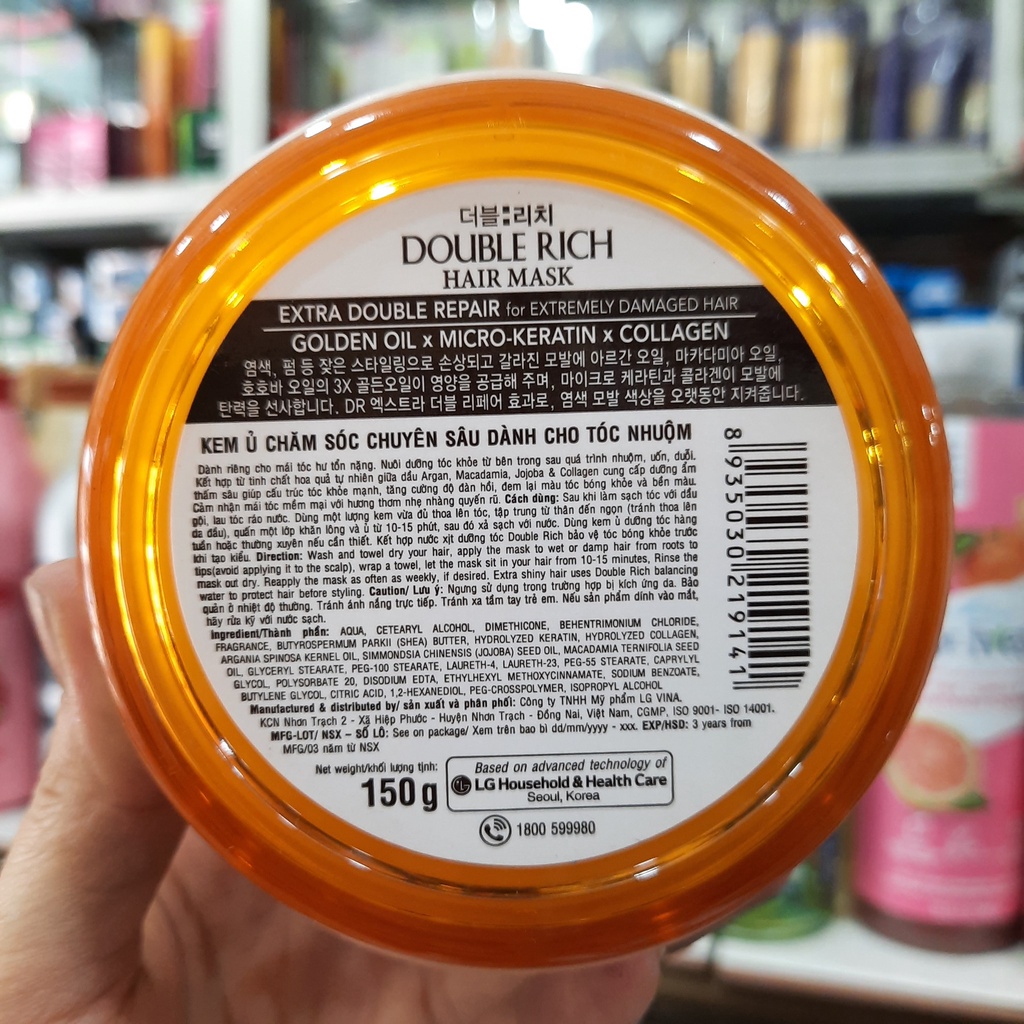 더블:리치
DOUBLE RICH
HAIR MASK
EXTRA DOUBLE REPAIR for EXTREMELY DAMAGED HAIR
GOLDEN OIL x MICRO-KERATIN x COLLAGEN
염색, 펌 등 잦은 스타일링으로 손상되고 갈라진 모발에 아르간 오일, 마카다미아 오일,
호호바 오일의 3X 골든오일이 영양을 공급해 주며, 마이크로 케라틴과 콜라겐이 모발에
탄력을 선사합니다. DR 엑스트라 더블 리페어 효과로, 염색 모발 색상을 오랫동안 지켜줍니다.
KEM Ủ CHĂM SÓC CHUYÊN SÂU DÀNH CHO TÓC NHUỘM
Dành riêng cho mái tóc hư tổn nặng. Nuôi dưỡng tóc khỏe từ bên trong sau quá trình nhuộm, uốn, duỗi.
Kết hợp từ tinh chất hoa quả tự nhiên giữa dầu Argan, Macadamia, Jojoba & Collagen cung cấp dưỡng ẩm
thấm sâu giúp cấu trúc tóc khỏe mạnh, tăng cường độ đàn hồi, đem lại màu tóc bóng khỏe và bền màu.
Cảm nhận mái tóc mềm mại với hương thơm nhẹ nhàng quyến rũ. Cách dùng: Sau khi làm sạch tóc với dầu
gội, lau tóc ráo nước. Dùng một lượng kem vừa đủ thoa lên tóc, tập trung từ thân đến ngọn (tránh thoa lên
da đầu), quấn một lớp khăn lông và ủ từ 10-15 phút, sau đó xả sạch với nước. Dùng kem ủ dưỡng tóc hàng
tuần hoặc thường xuyên nếu cần thiết. Kết hợp nước xịt dưỡng tóc Double Rich bảo vệ tóc bóng khỏe trước
khi tạo kiểu. Direction: Wash and towel dry your hair, apply the mask to wet or damp hair from roots to
tips(avoid applying it to the scalp), wrap a towel, let the mask sit in your hair from 10-15 minutes, Rinse the
mask out dry. Reapply the mask as often as weekly, if desired. Extra shiny hair uses Double Rich balancing
water to protect hair before styling. Caution/ Lưu ý: Ngưng sử dụng trong trường hợp bị kích ứng da. Bảo
quản ở nhiệt độ thường. Tránh ánh nắng trực tiếp. Tránh xa tầm tay trẻ em. Nếu sản phẩm dính vào mắt,
hãy rửa kỹ với nước sạch.
Ingredient/Thành phần: AQUA, CETEARYL ALCOHOL, DIMETHICONE, BEHENTRIMONIUM CHLORIDE,
FRAGRANCE, BUTYROSPERMUM PARKII (SHEA) BUTTER, HYDROLYZED KERATIN, HYDROLYZED COLLAGEN,
ARGANIA SPINOSA KERNEL OIL, SIMMONDSIA CHINENSIS (JOJOBA) SEED OIL, MACADAMIA TERNIFOLIA SEED
OIL, GLYCERYL STEARATE, PEG-100 STEARATE, LAURETH-4, LAURETH-23, PEG-55 STEARATE, CAPRYLYL
GLYCOL, POLYSORBATE 20, DISODIUM EDTA, ETHYLHEXYL METHOXYCINNAMATE, SODIUM BENZOATE,
BUTYLENE GLYCOL, CITRIC ACID, 1,2-HEXANEDIOL, PEG-CROSSPOLYMER, ISOPROPYL ALCOHOL
Manufactured & distributed by/ sản xuất và phân phối: Công ty TNHH Mỹ phẩm LG VINA.
KCN Nhơn Trạch 2 - Xã Hiệp Phước - Huyện Nhơn Trạch - Đồng Nai, Việt Nam, CGMP, ISO 9001- ISO 14001.
MFG-LOT/ NSX – SỐ LÔ: See on package/ Xem trên bao bì dd/mm/yyyy - xxx. EXP/HSD: 3 years from
MFG/03 năm từ NSX
Net weight/khối lượng tịnh:
150g
Based on advanced technology of
LG Household & Health Care
Seoul, Korea
1800 599980
8 935030 219141